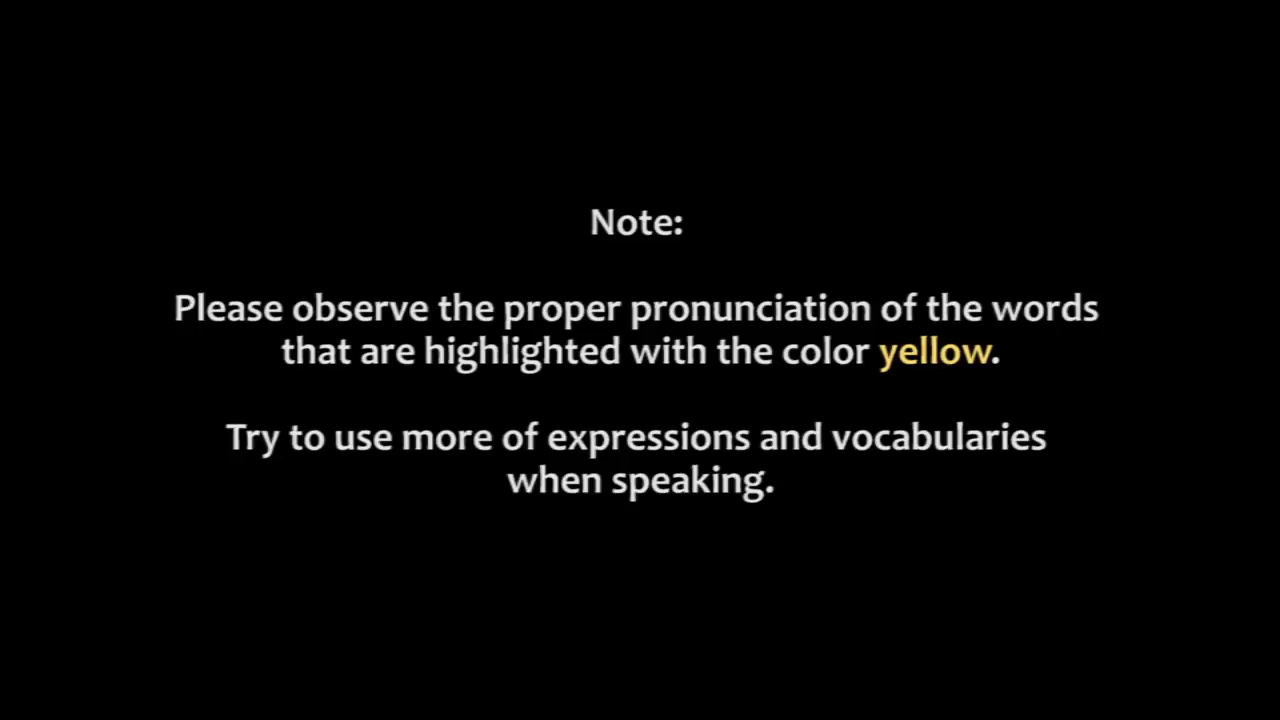 Note:
Please observe the proper pronunciation of the words
that are highlighted with the color yellow.
Try to use more of expressions and vocabularies
when speaking.